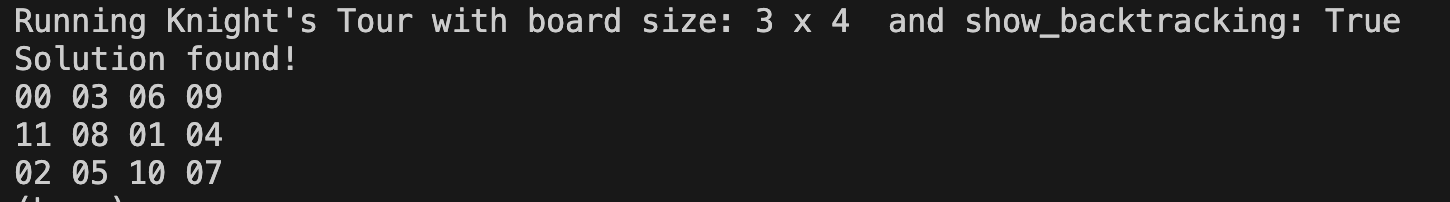 Running Knight's Tour with board size: 3 x 4  and show_backtracking: True
Solution found!
00 03 06 09
11 08 01 04
02 05 10 07